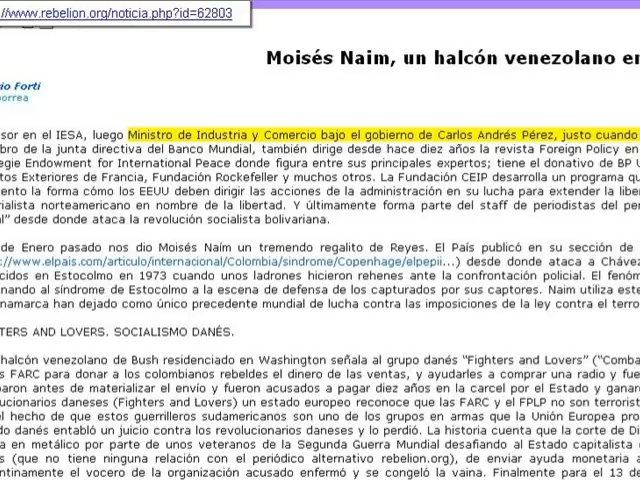 //www.rebelion.org/noticia.php?id=62803
Moisés Naim, un halcón venezolano en
Forti
orrea
sor en el IESA, luego Ministro de Industria y Comercio bajo el gobierno de Carlos Andrés Pérez, justo cuando
bro de la junta directiva del Banco Mundial, también dirige desde hace diez años la revista Foreign Policy en
egie Endowment for International Peace donde figura entre sus principales expertos; tiene el donativo de BP U
tos Exteriores de Francia, Fundación Rockefeller y muchos otros. La Fundación CEIP desarrolla un programa qu
ento la forma cómo los EEUU deben dirigir las acciones de la administración en su lucha para extender la liber
rialista norteamericano en nombre de la libertad. Y últimamente forma parte del staff de periodistas del per
al” desde donde ataca la revolución socialista bolivariana.
de Enero pasado nos dio Moisés Naím un tremendo regalito de Reyes. El País publicó en su sección de
://www.elpais.com/articulo/internacional/Colombia/sindrome/Copenhague/elpepii...) desde donde ataca a Cháve
cidos en Estocolmo en 1973 cuando unos ladrones hicieron rehenes ante la confrontación policial. El fenóm
nando al síndrome de Estocolmo a la escena de defensa de los capturados por sus captores. Naim utiliza este
namarca han dejado como único precedente mundial de lucha contra las imposiciones de la ley contra el terro
TERS AND LOVERS. SOCIALISMO DANÉS.
halcón venezolano de Bush residenciado en Washington señala al grupo danés “Fighters and Lovers” (“Comba
s FARC para donar a los colombianos rebeldes el dinero de las ventas, y ayudarles a comprar una radio y fue
aron antes de materializar el envío y fueron acusados a pagar diez años en la carcel por el Estado y ganar
lucionarios daneses (Fighters and Lovers) un estado europeo reconoce que las FARC y el FPLP no son terrorist
el hecho de que estos guerrilleros sudamericanos son uno de los grupos en armas que la Unión Europea pro
do danés entabló un juicio contra los revolucionarios daneses y lo perdió. La historia cuenta que la corte de Di
a en metálico por parte de unos veteranos de la Segunda Guerra Mundial desafiando al Estado capitalista
s (que no tiene ninguna relación con el periódico alternativo rebelion.org), de enviar ayuda monetaria a
ntinamente el vocero de la organización acusado enfermó y se congeló la vaina. Finalmente para el 13 de